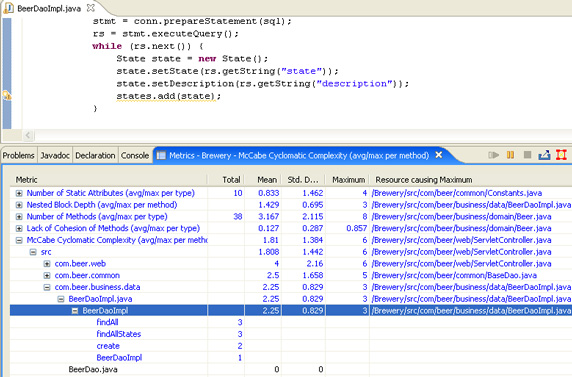 BeerDaoImpl.java
stmt = conn.prepareStatement(sql);
rs = stmt.executeQuery();
while (rs.next()) {
State state = new State();
state.setState(rs.getString("state"));
state.setDescription(rs.getString("description"));
states.add(state);
}
Problems Javadoc Declaration Console Metrics - Brewery - McCabe Cyclomatic Complexity (avg/max per method)
Metric Total Mean Std. D... Maximum Resource causing Maximum
Number of Static Attributes (avg/max per type) 10 0.833 1.462 4 /Brewery/src/com/beer/common/Constants.java
Nested Block Depth (avg/max per method) 1.429 0.695 3 /Brewery/src/com/beer/business/data/BeerDaoImpl.java
Number of Methods (avg/max per type) 38 3.167 2.115 8 /Brewery/src/com/beer/business/domain/Beer.java
Lack of Cohesion of Methods (avg/max per type) 0.127 0.287 0.857 /Brewery/src/com/beer/business/domain/Beer.java
McCabe Cyclomatic Complexity (avg/max per metho 1.81 1.384 6 /Brewery/src/com/beer/web/ServletController.java
src 1.808 1.442 6 /Brewery/src/com/beer/web/ServletController.java
com.beer.web 4 2.16 6 /Brewery/src/com/beer/web/ServletController.java
com.beer.common 2.5 1.658 5 /Brewery/src/com/beer/common/BaseDao.java
com.beer.business.data 2.25 0.829 3 /Brewery/src/com/beer/business/data/BeerDaoImpl.java
BeerDaoImpl.java 2.25 0.829 3 /Brewery/src/com/beer/business/data/BeerDaoImpl.java
BeerDaoImpl 2.25 0.829 3 /Brewery/src/com/beer/business/data/BeerDaoImpl.java
findAll 3
findAllStates 3
create 2
BeerDaoImpl 1
BeerDao.java 0 0